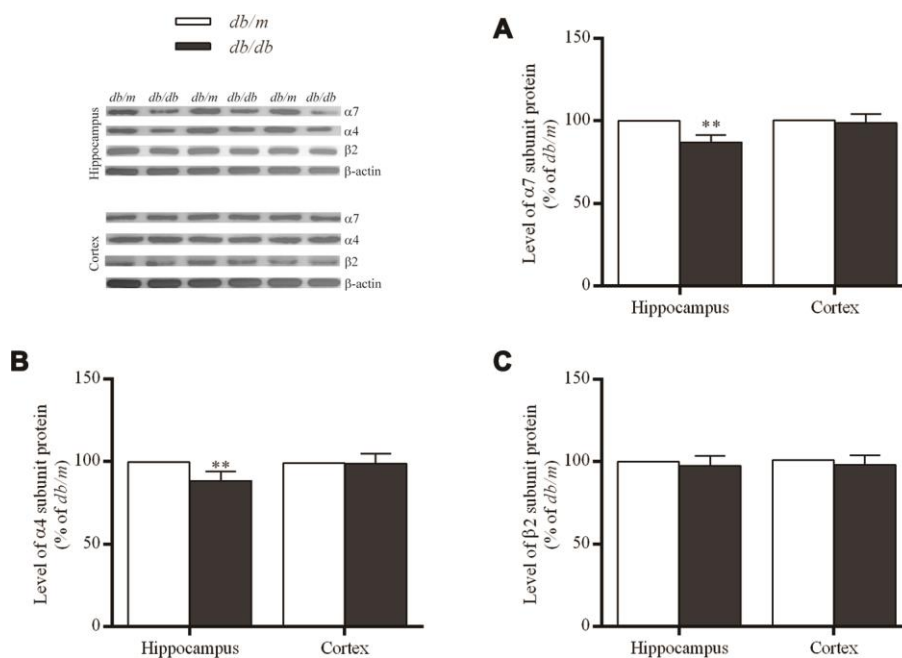 db/m
db/db
db/m db/db db/m db/db db/m db/db
Hippocampus
α7
α4
β2
β-actin
Cortex
α7
α4
β2
β-actin
A
Level of α7 subunit protein
(% of db/m)
150
100
50
0
**
Hippocampus Cortex
B
Level of α4 subunit protein
(% of db/m)
150
100
50
0
**
Hippocampus Cortex
C
Level of β2 subunit protein
(% of db/m)
150
100
50
0
Hippocampus Cortex